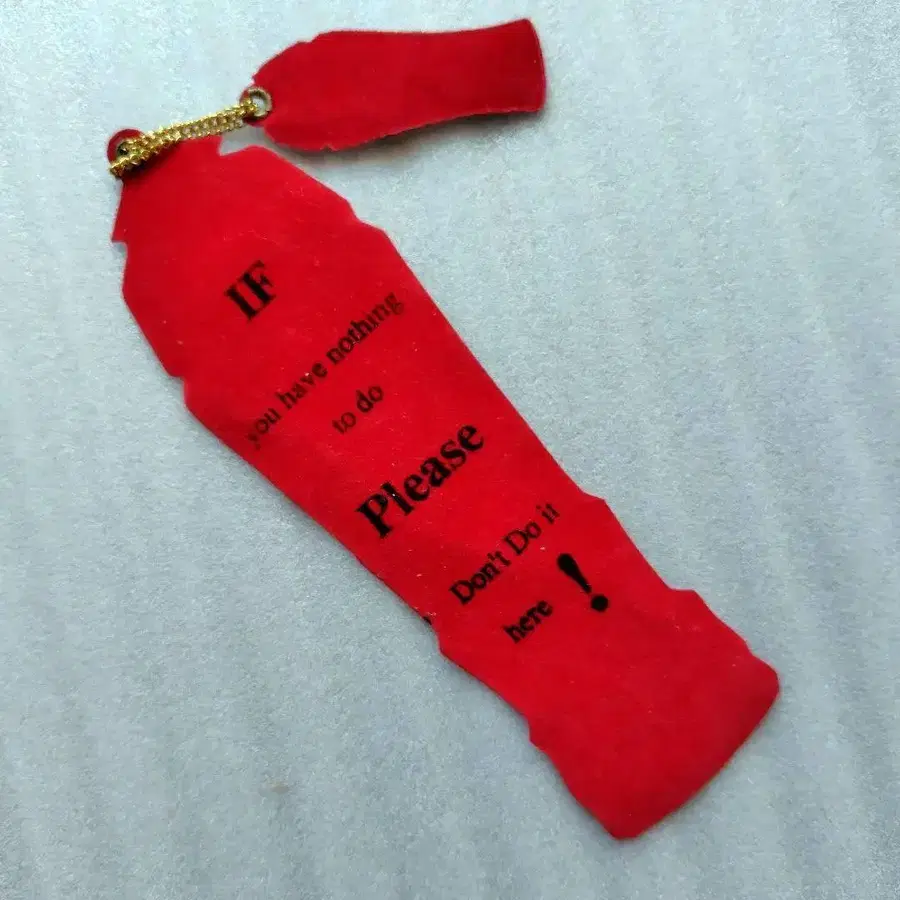 IF
you have nothing
to do
Please
Don't Do it
here !